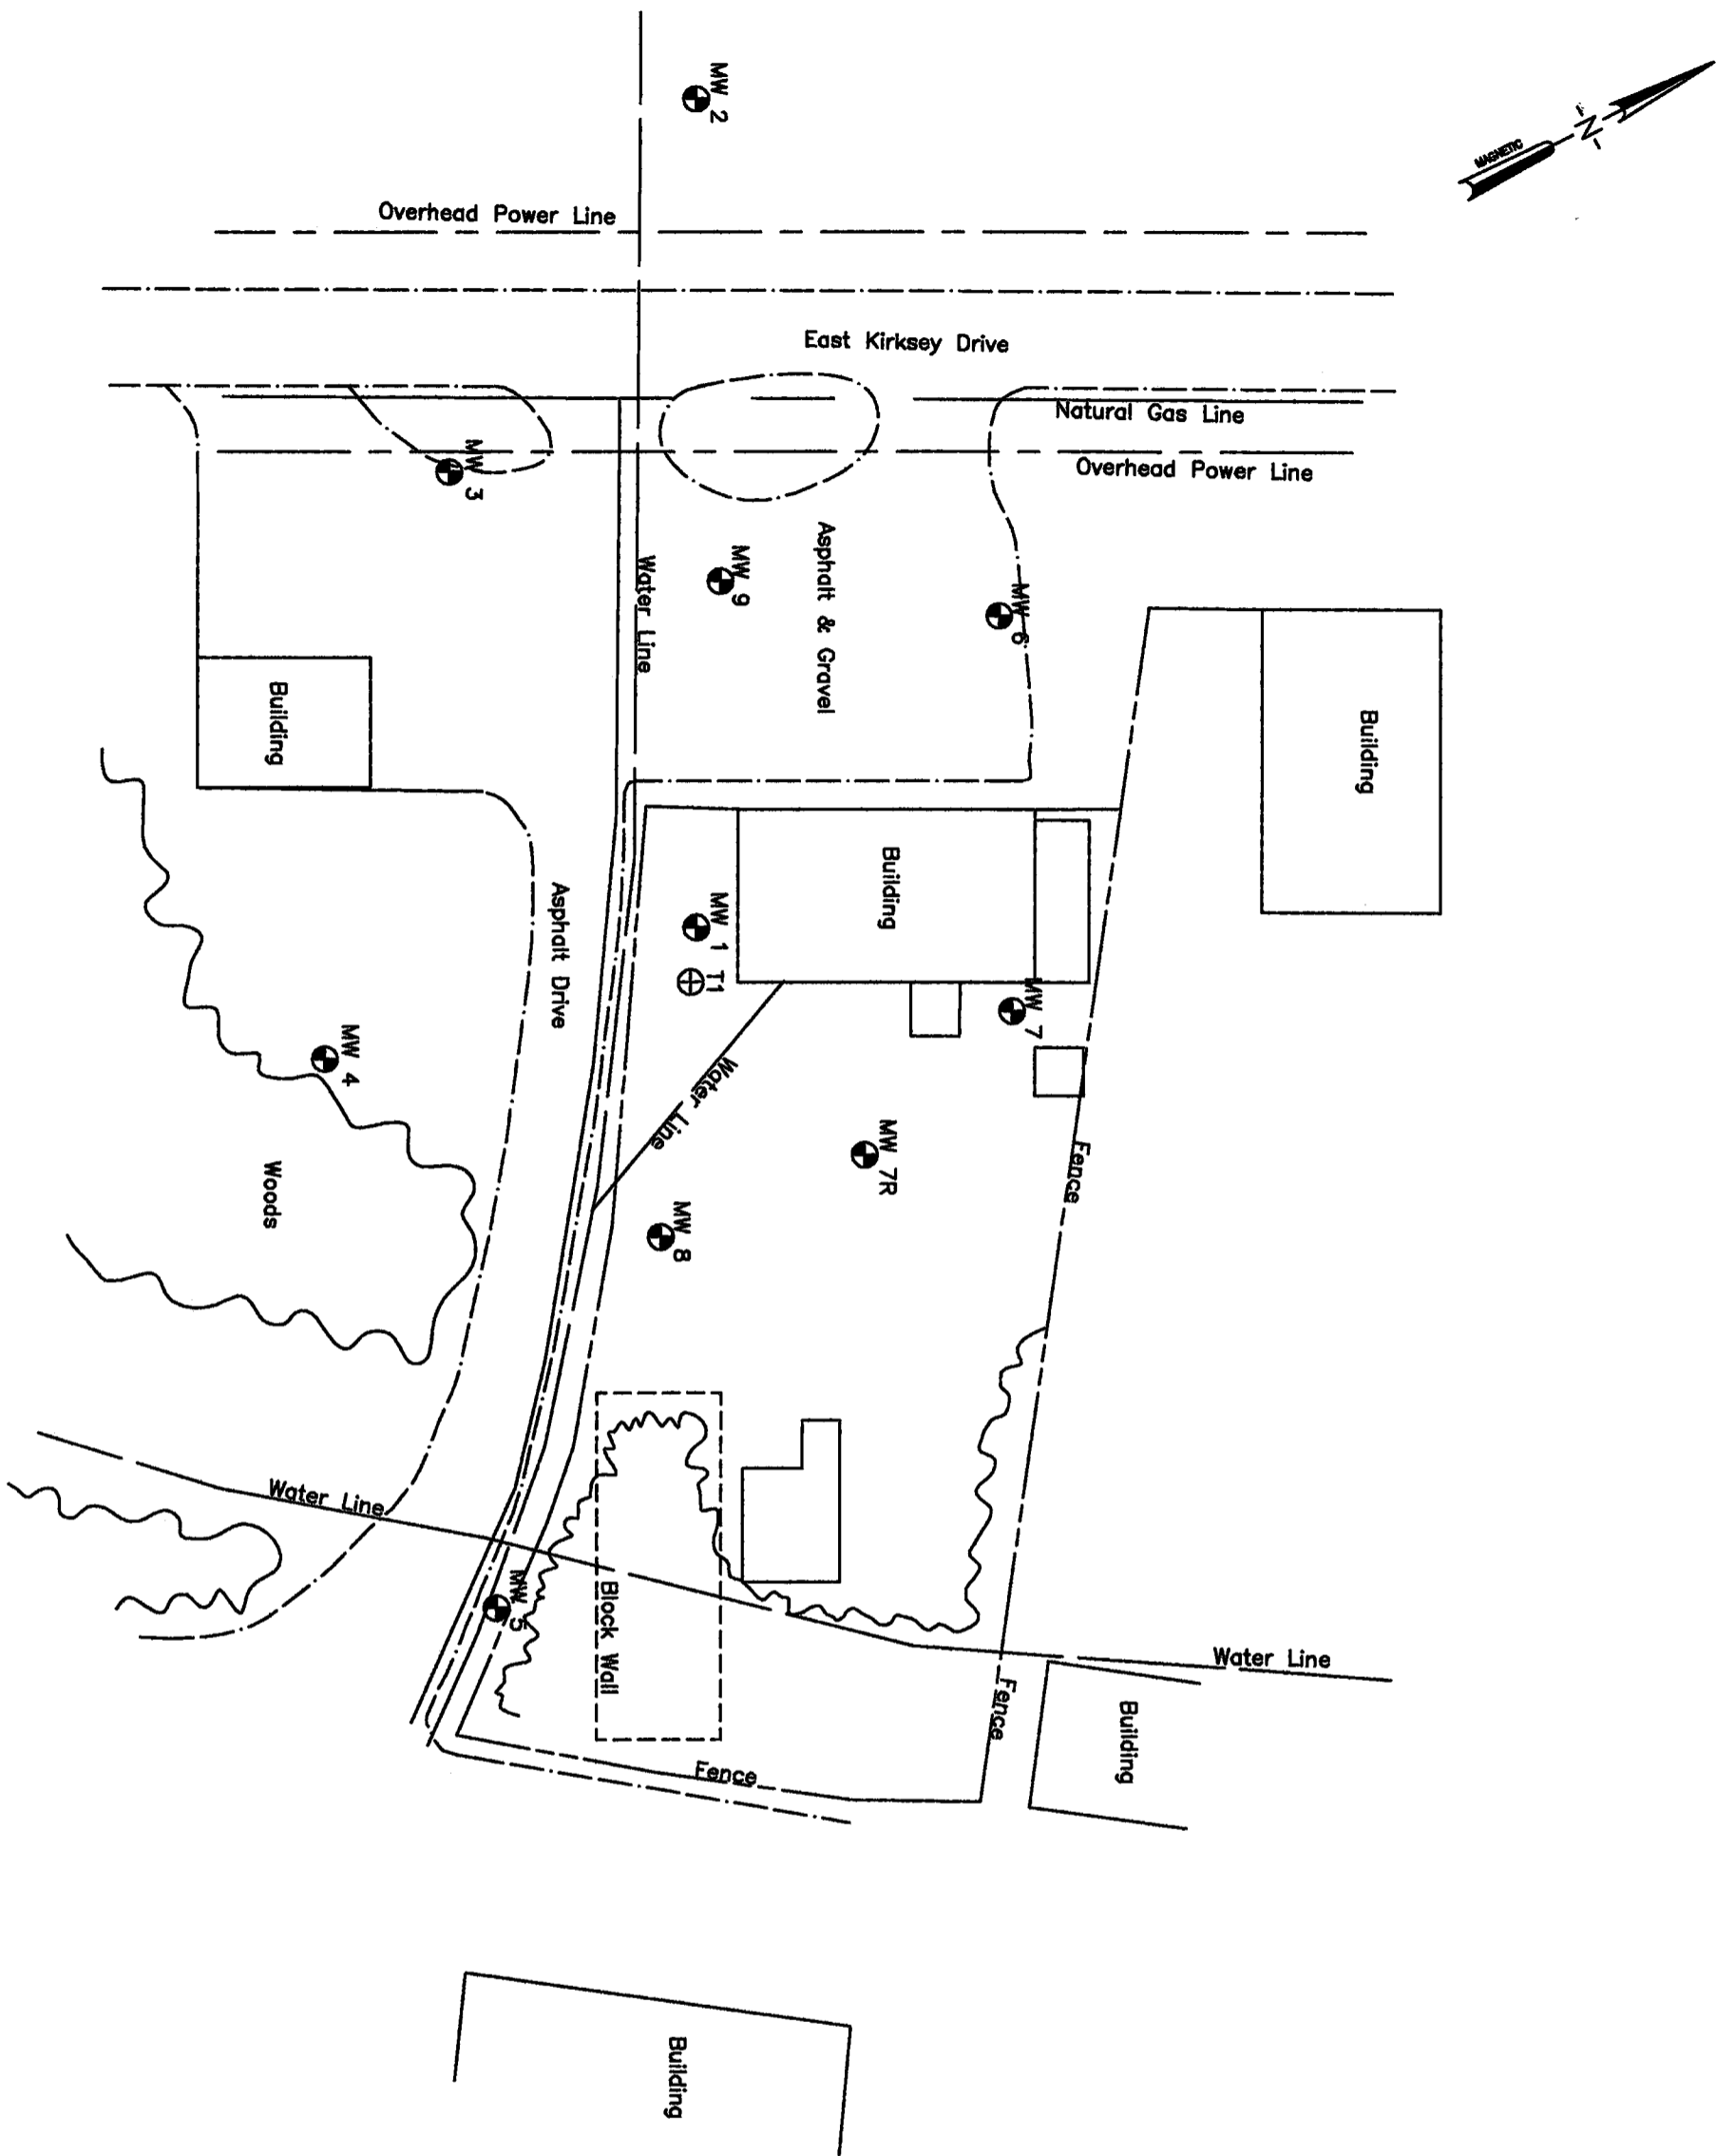 MW 2
N
MAGNETIC
Overhead Power Line
East Kirksey Drive
Natural Gas Line
Overhead Power Line
MW 3
Water Line
MW 9
Asphalt & Gravel
MW 6
Building
Building
Building
MW 1
T1
Asphalt Drive
MW 7
MW 4
Water Line
MW 7R
Fence
Woods
MW 8
Water Line
MW 5
Block Wall
Water Line
Fence
Building
Fence
Building